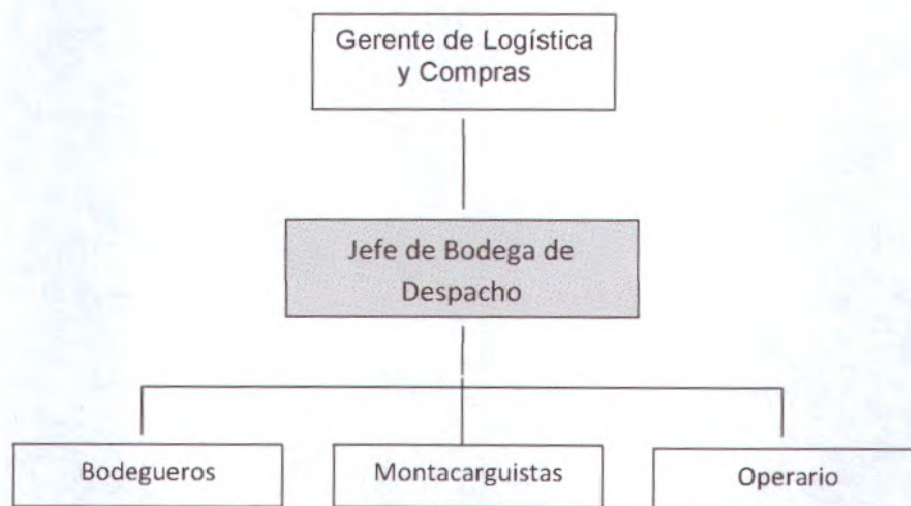 Gerente de Logística
y Compras
Jefe de Bodega de
Despacho
Bodegueros
Montacarguistas
Operario